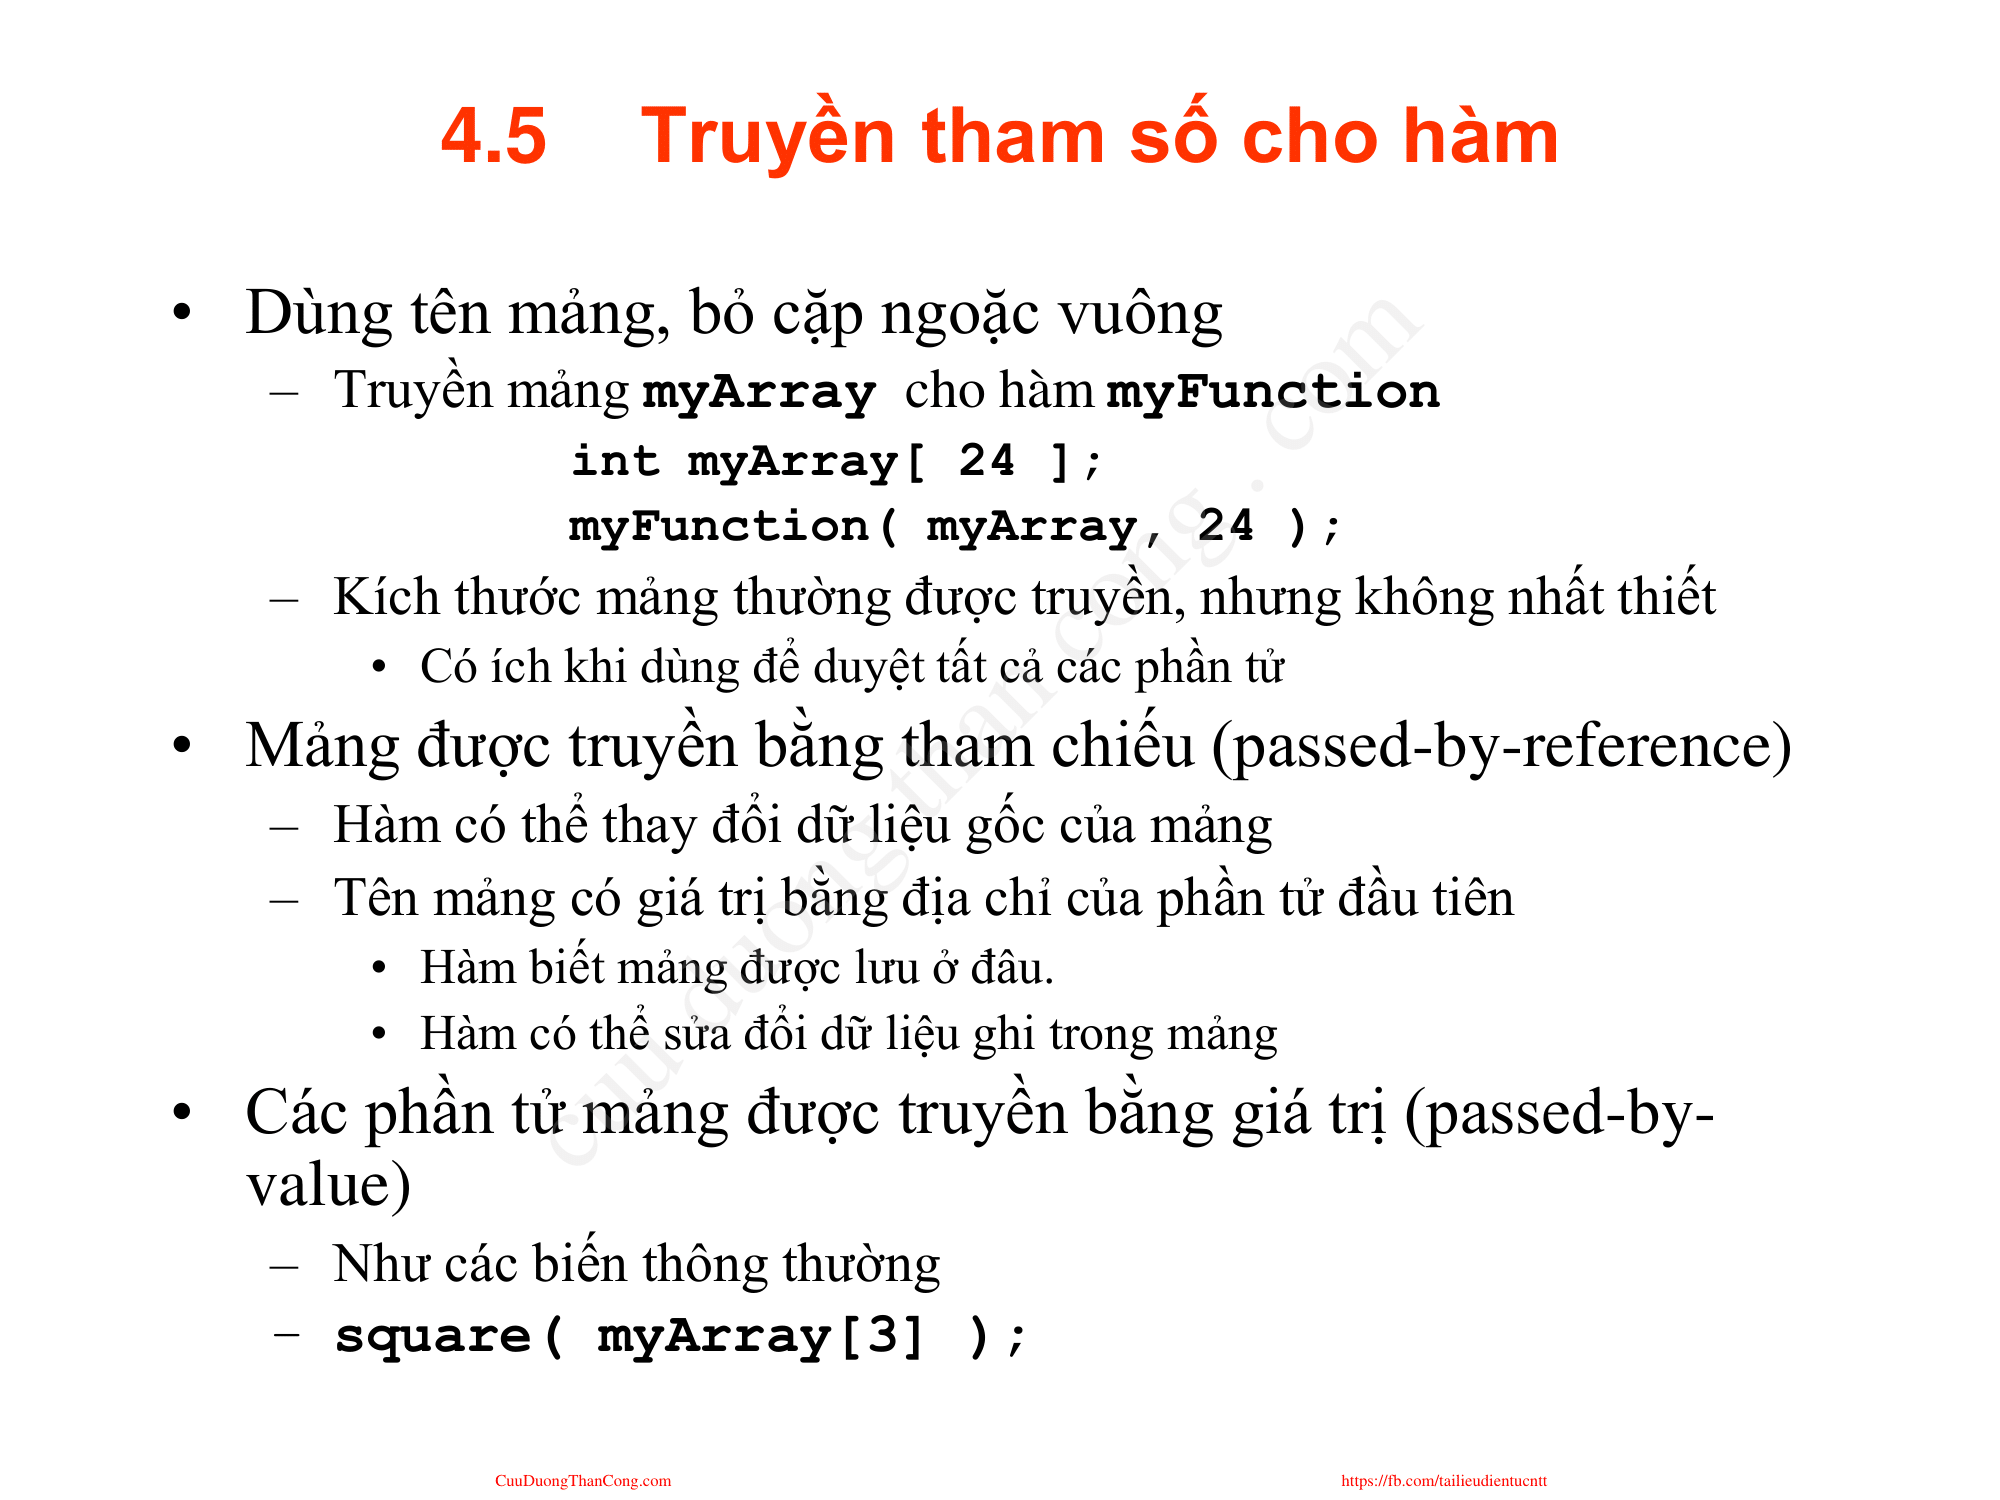 4.5 Truyền tham số cho hàm
• Dùng tên mảng, bỏ cặp ngoặc vuông
– Truyền mảng myArray cho hàm myFunction
int myArray[ 24 ];
myFunction( myArray, 24 );
– Kích thước mảng thường được truyền, nhưng không nhất thiết
• Có ích khi dùng để duyệt tất cả các phần tử
• Mảng được truyền bằng tham chiếu (passed-by-reference)
– Hàm có thể thay đổi dữ liệu gốc của mảng
– Tên mảng có giá trị bằng địa chỉ của phần tử đầu tiên
• Hàm biết mảng được lưu ở đâu.
• Hàm có thể sửa đổi dữ liệu ghi trong mảng
• Các phần tử mảng được truyền bằng giá trị (passed-by-
value)
– Như các biến thông thường
– square( myArray[3] );
cuu duong than cong . com
CuuDuongThanCong.com
https://fb.com/tailieudientucntt